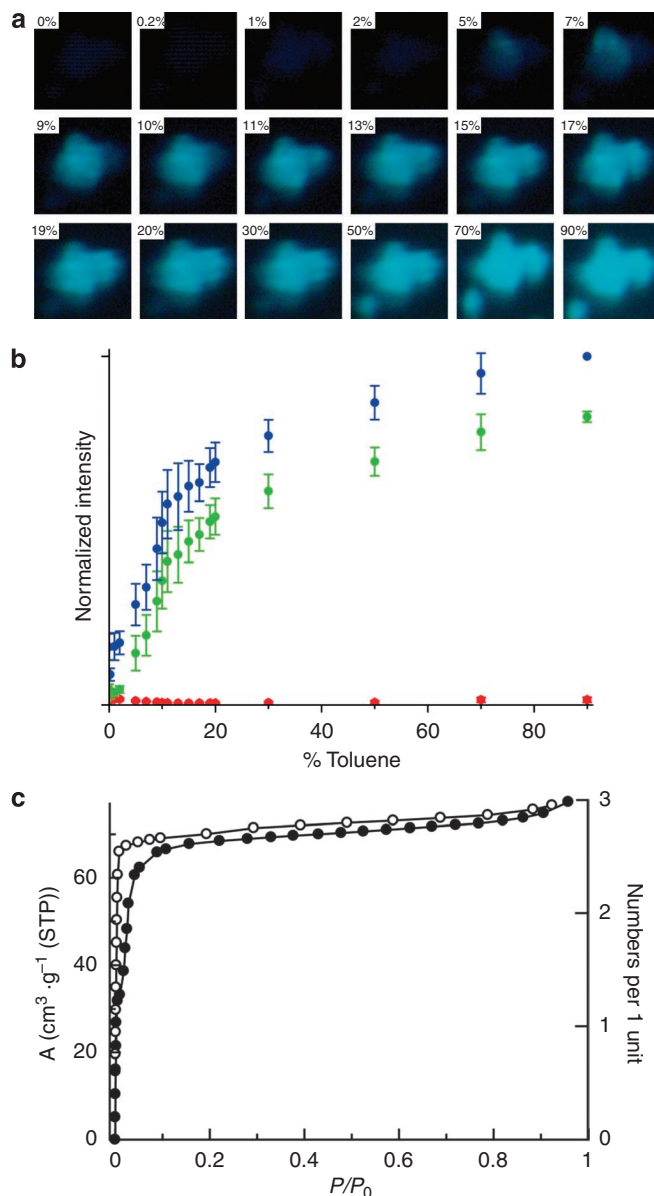 a
0% 0.2% 1% 2% 5% 7%
9% 10% 11% 13% 15% 17%
19% 20% 30% 50% 70% 90%
b
Normalized intensity
0 20 40 60 80
% Toluene
c
A (cm³ ·g⁻¹ (STP))
60
40
20
0
3
2
1
0
Numbers per 1 unit
0 0.2 0.4 0.6 0.8 1
P/P₀